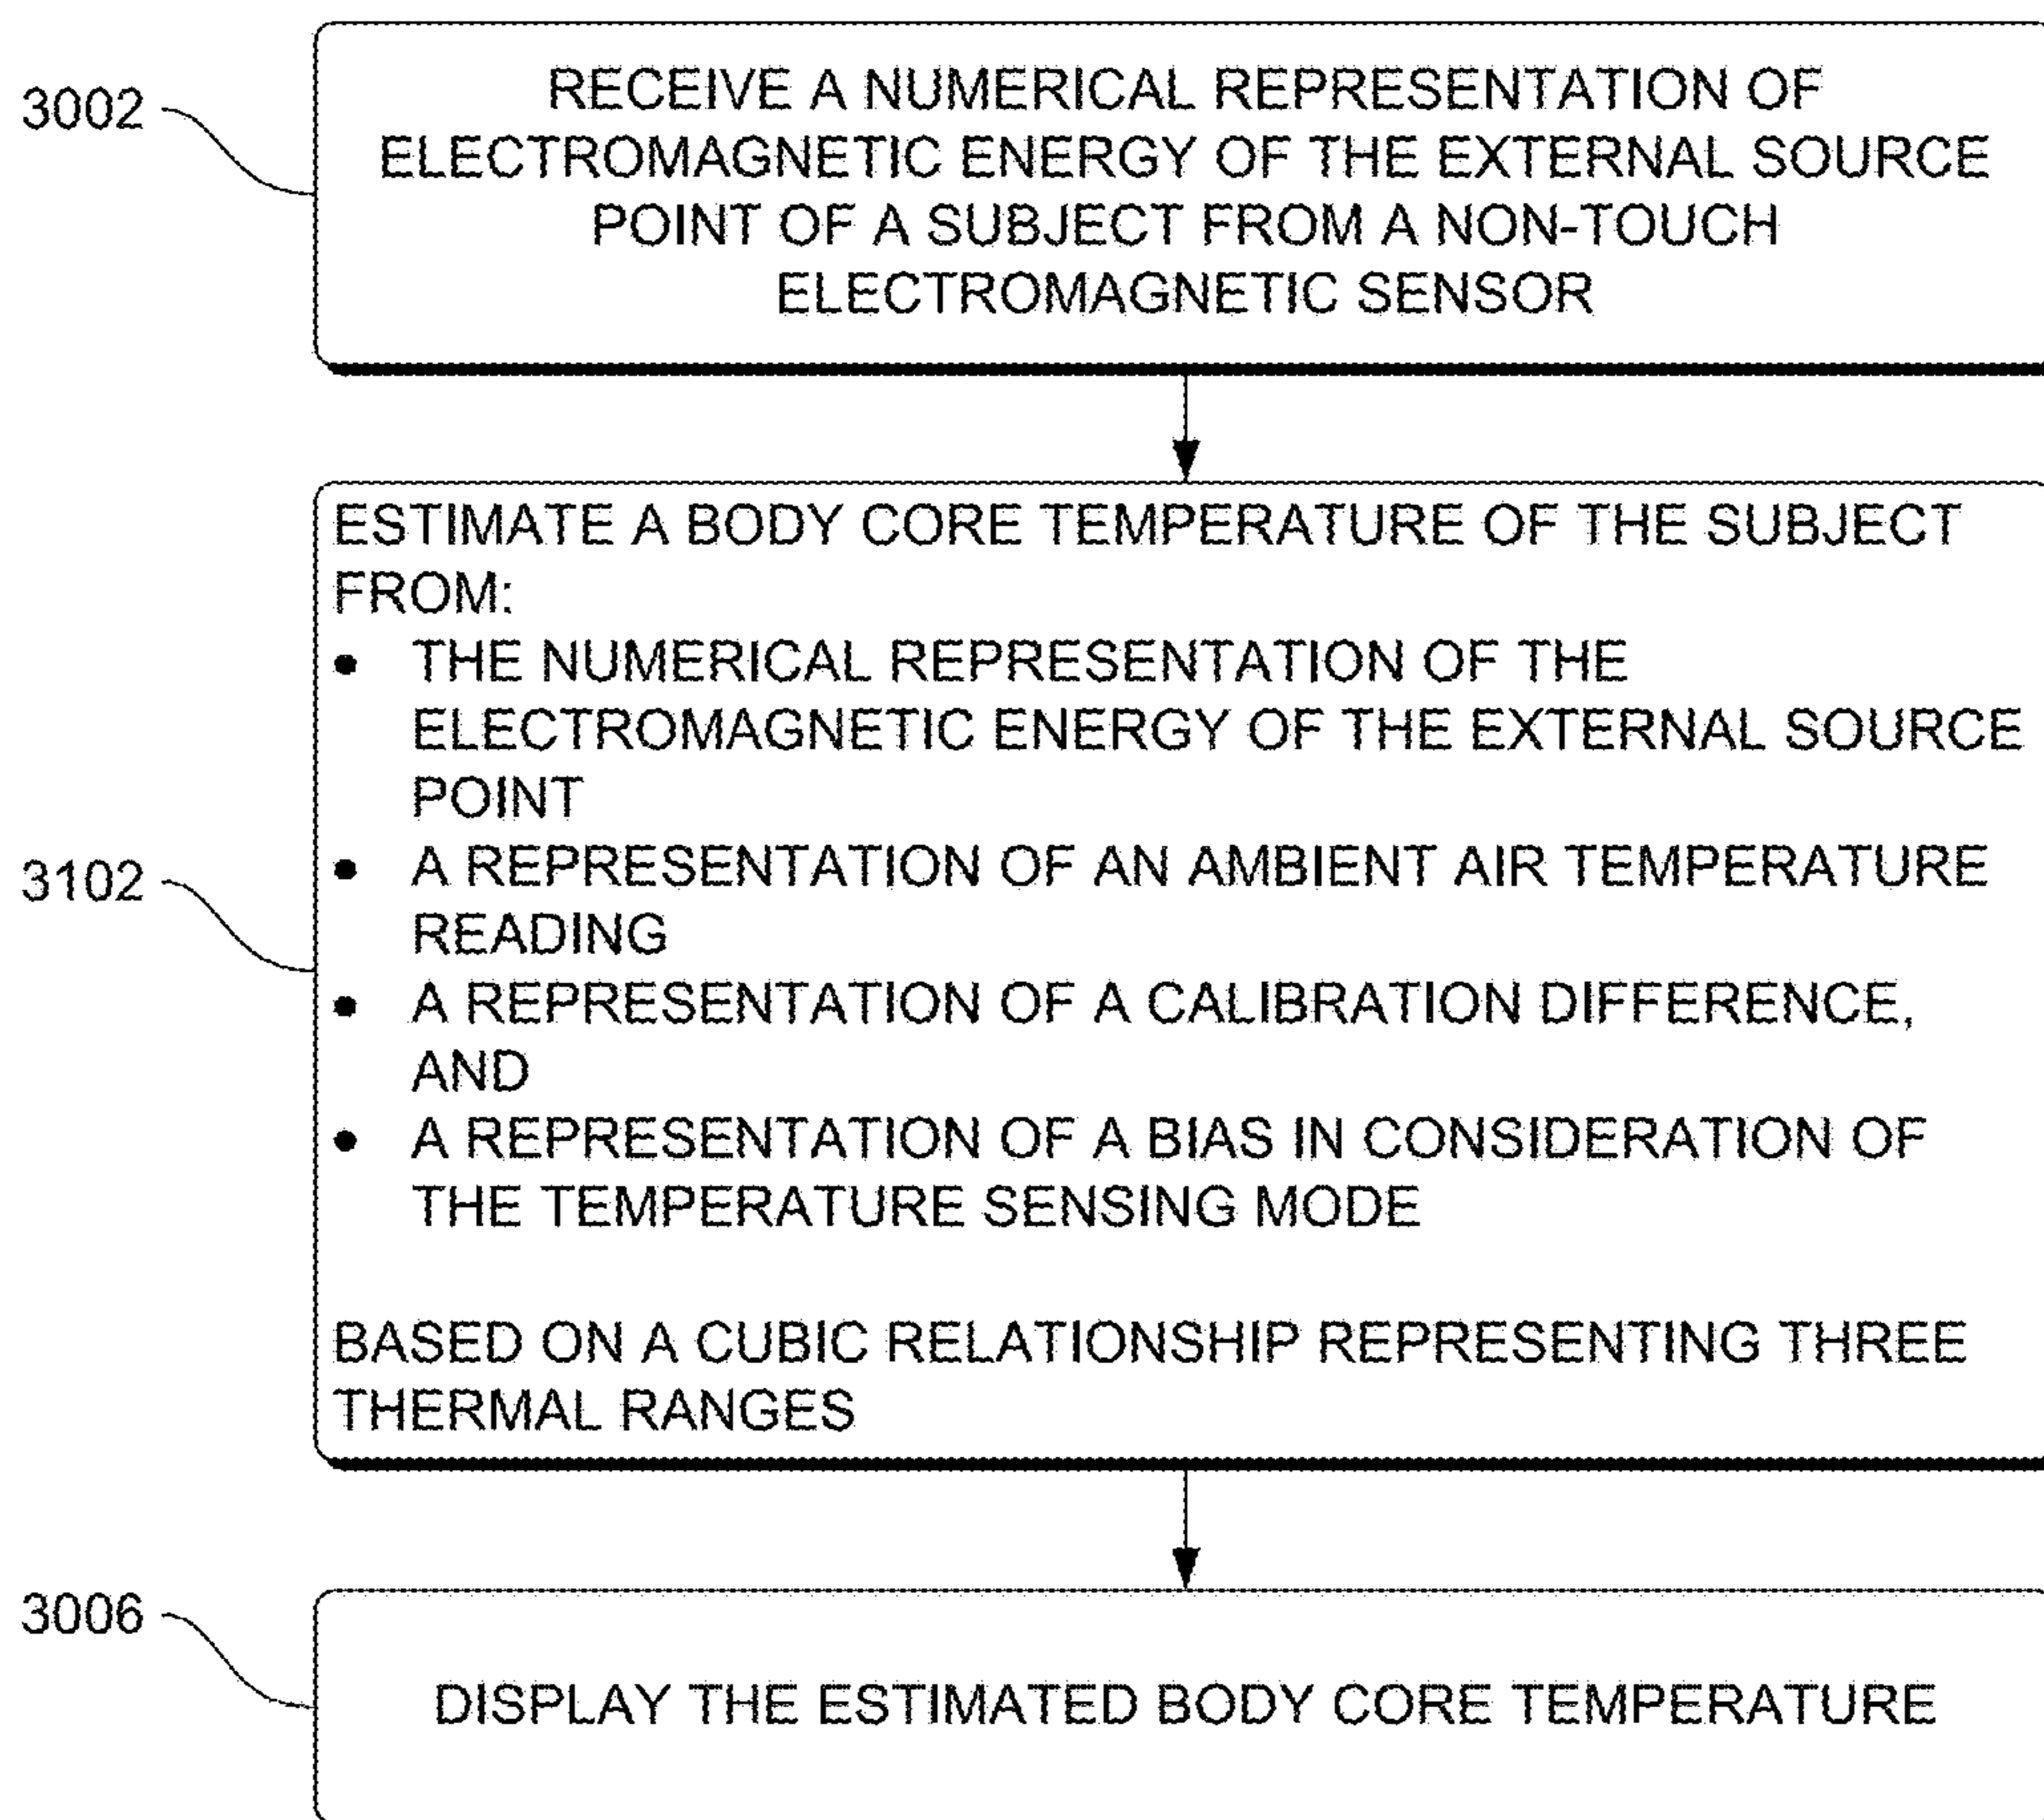 3002
RECEIVE A NUMERICAL REPRESENTATION OF
ELECTROMAGNETIC ENERGY OF THE EXTERNAL SOURCE
POINT OF A SUBJECT FROM A NON-TOUCH
ELECTROMAGNETIC SENSOR
3102
ESTIMATE A BODY CORE TEMPERATURE OF THE SUBJECT
FROM:
• THE NUMERICAL REPRESENTATION OF THE
ELECTROMAGNETIC ENERGY OF THE EXTERNAL SOURCE
POINT
• A REPRESENTATION OF AN AMBIENT AIR TEMPERATURE
READING
• A REPRESENTATION OF A CALIBRATION DIFFERENCE,
AND
• A REPRESENTATION OF A BIAS IN CONSIDERATION OF
THE TEMPERATURE SENSING MODE
BASED ON A CUBIC RELATIONSHIP REPRESENTING THREE
THERMAL RANGES
3006
DISPLAY THE ESTIMATED BODY CORE TEMPERATURE